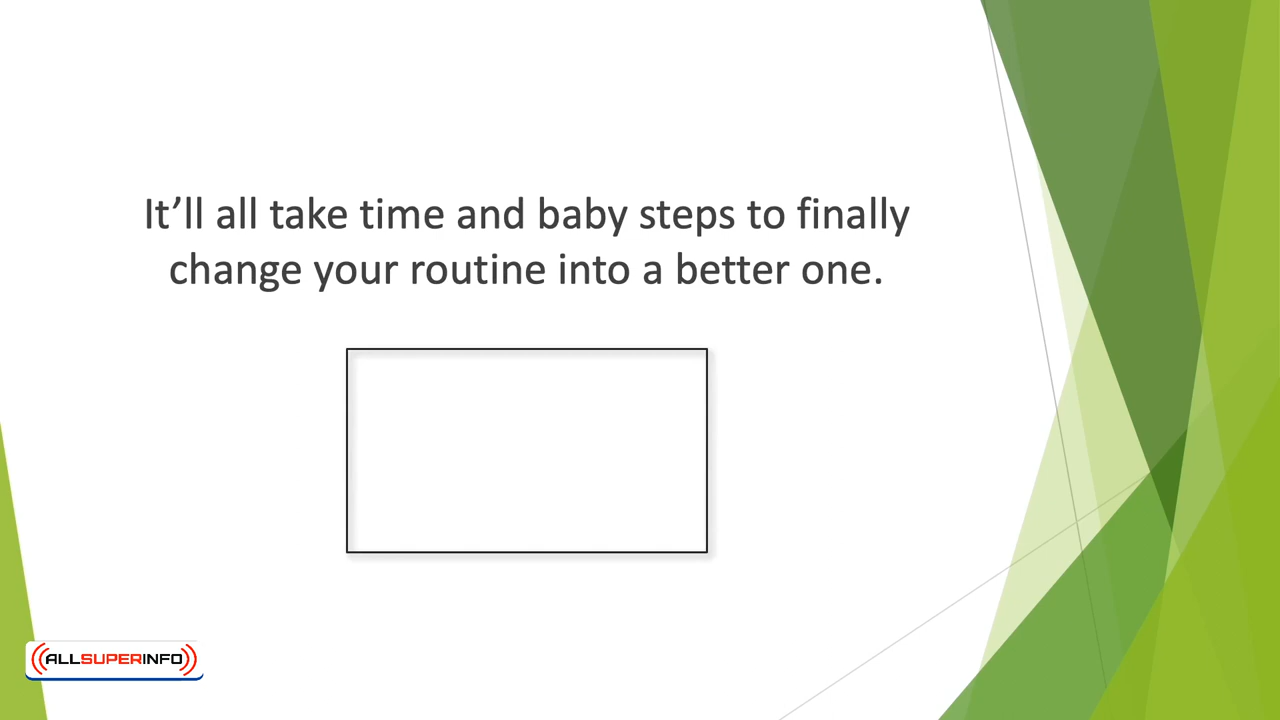 It’ll all take time and baby steps to finally
change your routine into a better one.
ALLSUPERINFO